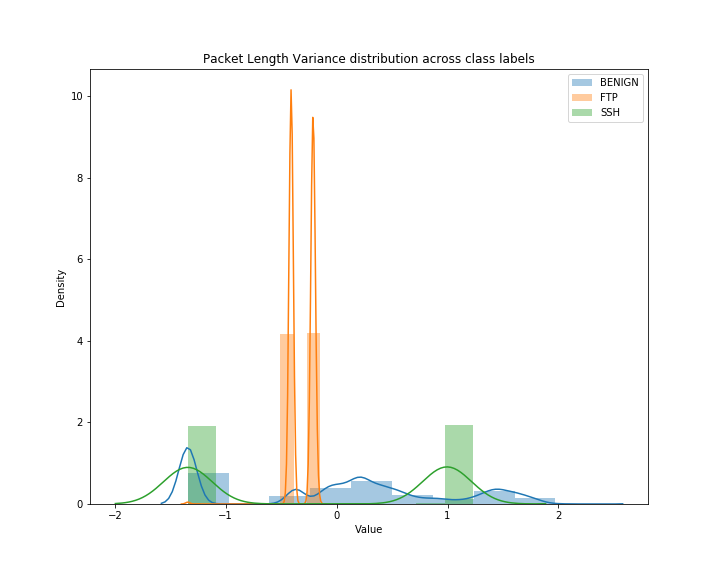 Packet Length Variance distribution across class labels
BENIGN
FTP
SSH
10
8
6
4
2
0
Density
−2
−1
0
1
2
Value